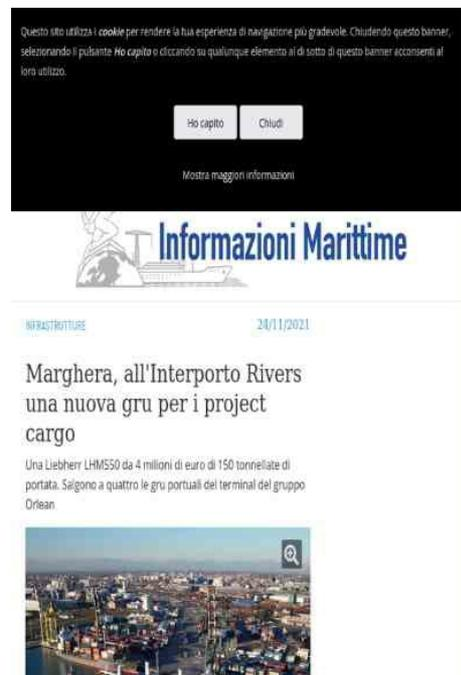 Questo sito utilizza i cookie per rendere la tua esperienza di navigazione più gradevole. Chiudendo questo banner,
selezionando il pulsante Ho capito o cliccando su qualunque elemento al di sotto di questo banner acconsenti al
loro utilizzo.
Ho capito
Chiudi
Mostra maggiori informazioni
Informazioni Marittime
INFRASTRUTTURE
24/11/2021
Marghera, all'Interporto Rivers
una nuova gru per i project
cargo
Una Liebherr LHM550 da 4 milioni di euro di 150 tonnellate di
portata. Salgono a quattro le gru portuali del terminal del gruppo
Orlean